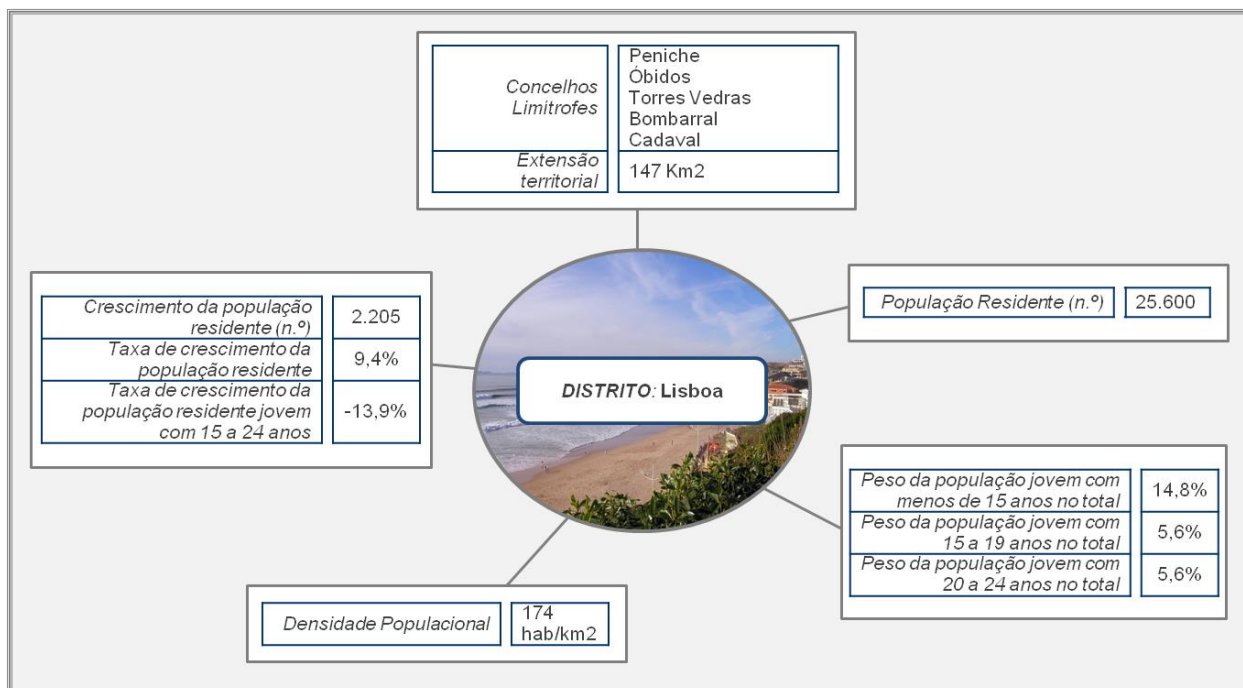 Concelhos
Limitrofes
Peniche
Óbidos
Torres Vedras
Bombarral
Cadaval
Extensão
territorial
147 Km2
Crescimento da população
residente (n.º)
2.205
Taxa de crescimento da
população residente
9,4%
Taxa de crescimento da
população residente jovem
com 15 a 24 anos
-13,9%
População Residente (n.º)
25.600
DISTRITO: Lisboa
Peso da população jovem com
menos de 15 anos no total
14,8%
Peso da população jovem com
15 a 19 anos no total
5,6%
Peso da população jovem com
20 a 24 anos no total
5,6%
Densidade Populacional
174
hab/km2